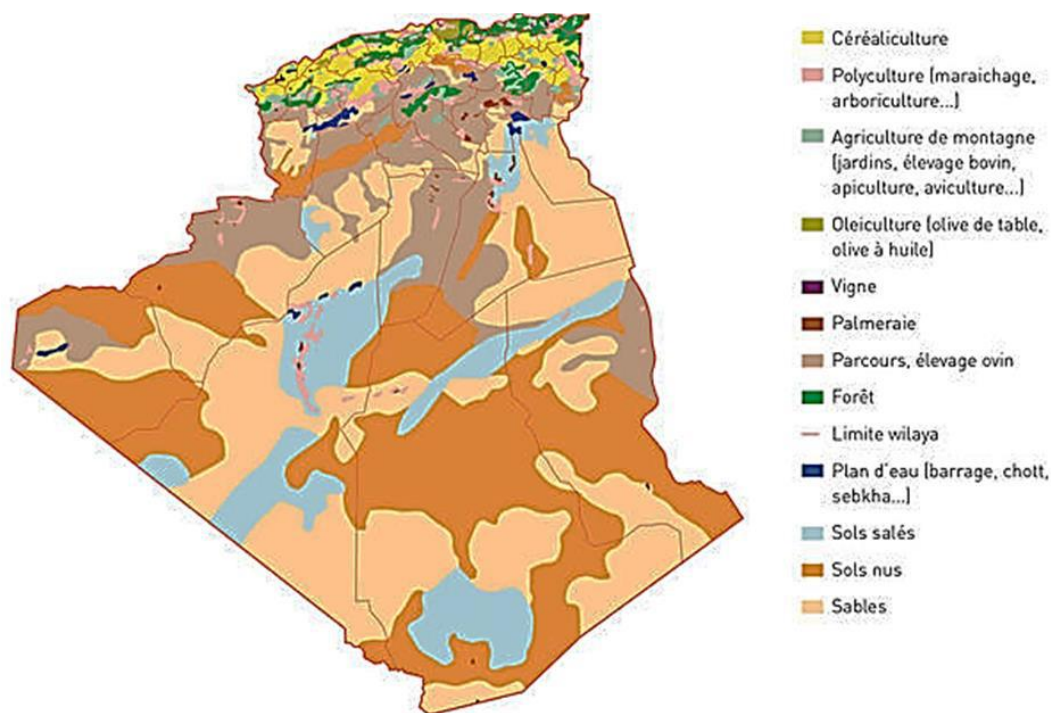 Céréaliculture
Polyculture (maraichage,
arboriculture...)
Agriculture de montagne
(jardins, élevage bovin,
apiculture, aviculture...)
Oleiculture (olive de table,
olive à huile)
Vigne
Palmeraie
Parcours, élevage ovin
Forêt
Limite wilaya
Plan d'eau (barrage, chott,
sebkha...)
Sols salés
Sols nus
Sables